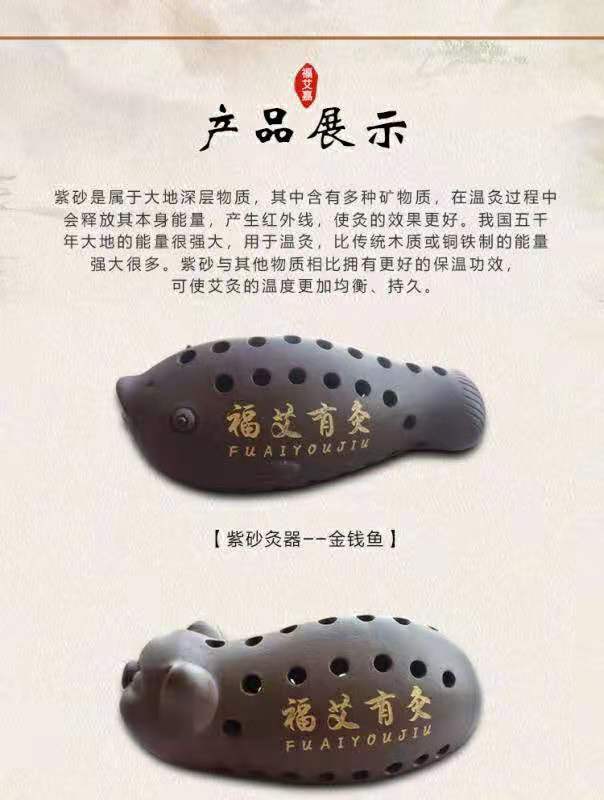 福艾嘉
产品展示
紫砂是属于大地深层物质，其中含有多种矿物质，在温灸过程中
会释放其本身能量，产生红外线，使灸的效果更好。我国五千
年大地的能量很强大，用于温灸，比传统木质或铜铁制的能量
强大很多。紫砂与其他物质相比拥有更好的保温功效，
可使艾灸的温度更加均衡、持久。
福艾有灸
FUAIYOUJIU
【紫砂灸器--金钱鱼】
福艾有灸
FUAIYOUJIU